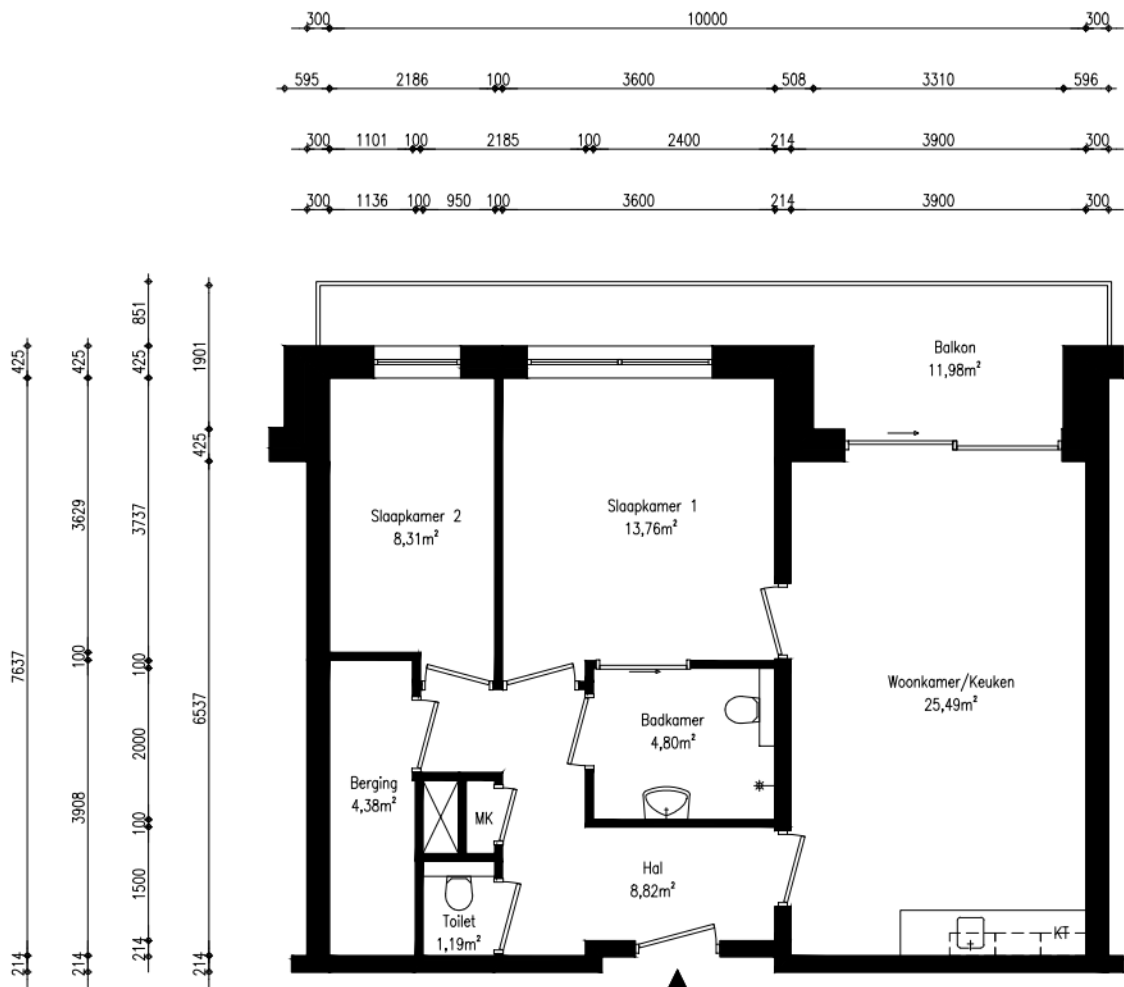 300 10000 300
595 2186 100 3600 508 3310 596
300 1101 100 2185 100 2400 214 3900 300
300 1136 100 950 100 3600 214 3900 300
7637
425
214
425
3629
100
3908
214
851
425
3737
100
2000
100
1500
214
1901
425
6537
214
Balkon
11,98m²
Slaapkamer 2
8,31m²
Slaapkamer 1
13,76m²
Woonkamer/Keuken
25,49m²
Badkamer
4,80m²
Berging
4,38m²
MK
Hal
8,82m²
Toilet
1,19m²
KT